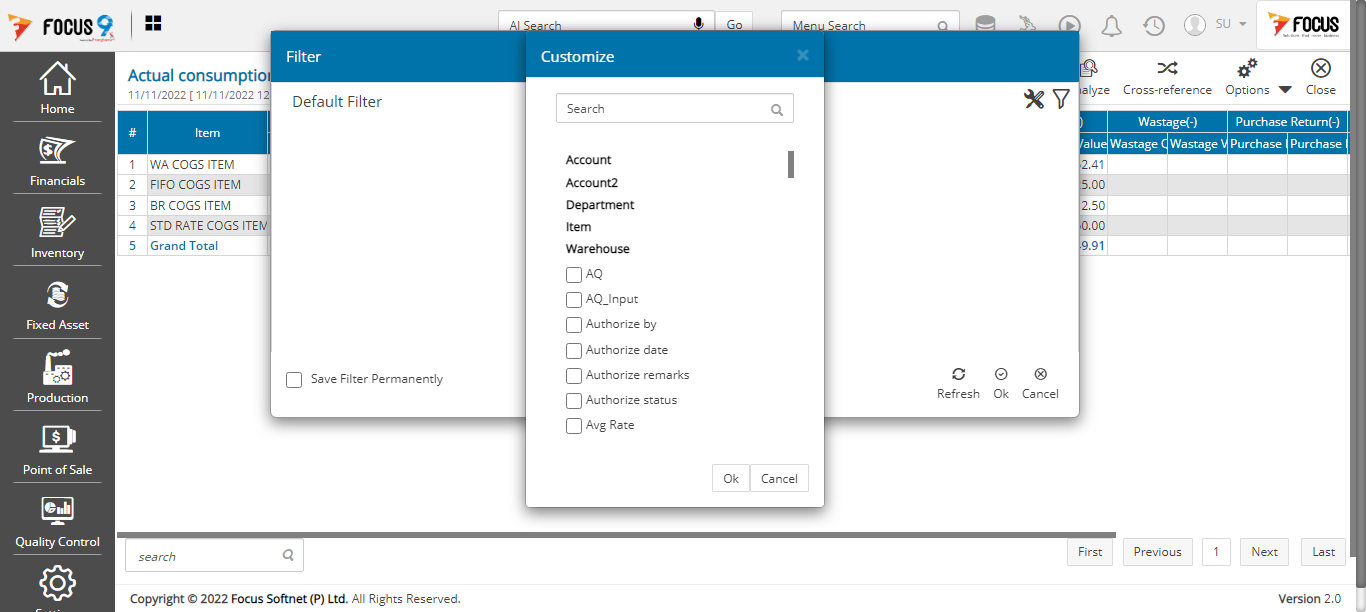 FOCUS 9
AI Search
Go
Menu Search
SU
FOCUS
Home
Financials
Inventory
Fixed Asset
Production
Point of Sale
Quality Control
Actual consumption
11/11/2022 [ 11/11/2022 12
Cross-reference
Options
Close
# Item
Wastage(-) Purchase Return(-)
Value Wastage Wastage Purchase Purchase
1 WA COGS ITEM 2.41
2 FIFO COGS ITEM 5.00
3 BR COGS ITEM 2.50
4 STD RATE COGS ITEM 0.00
5 Grand Total 9.91
Filter
Default Filter
Save Filter Permanently
Refresh
Ok
Cancel
Customize
Search
Account
Account2
Department
Item
Warehouse
AQ
AQ_Input
Authorize by
Authorize date
Authorize remarks
Authorize status
Avg Rate
Ok
Cancel
search
First
Previous
1
Next
Last
Copyright © 2022 Focus Softnet (P) Ltd. All Rights Reserved.
Version 2.0